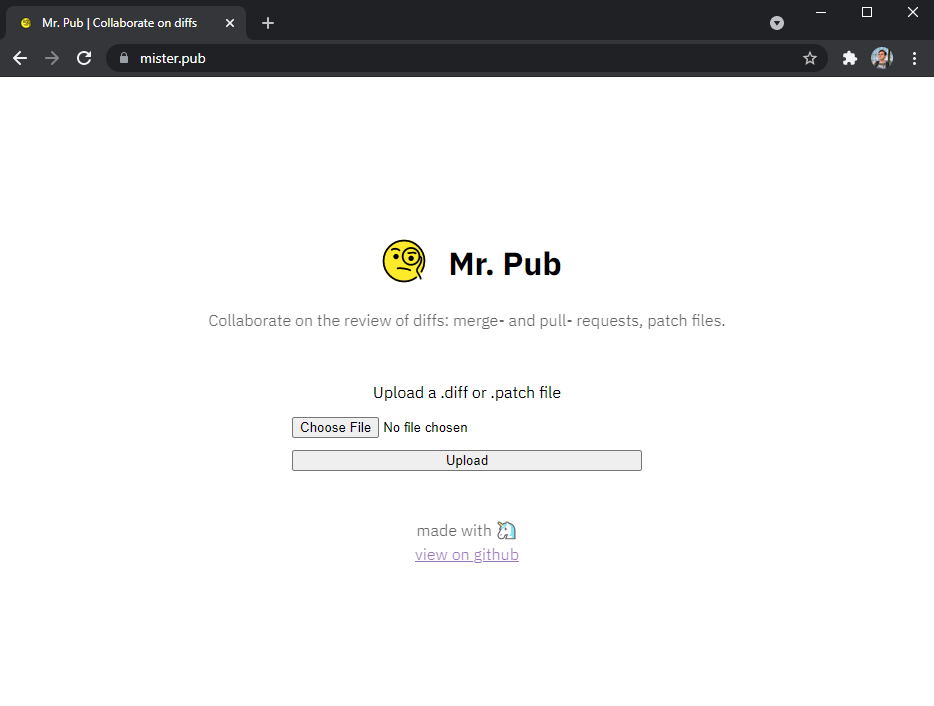 Mr. Pub | Collaborate on diffs
mister.pub
Mr. Pub
Collaborate on the review of diffs: merge- and pull- requests, patch files.
Upload a .diff or .patch file
Choose File No file chosen
Upload
made with
view on github